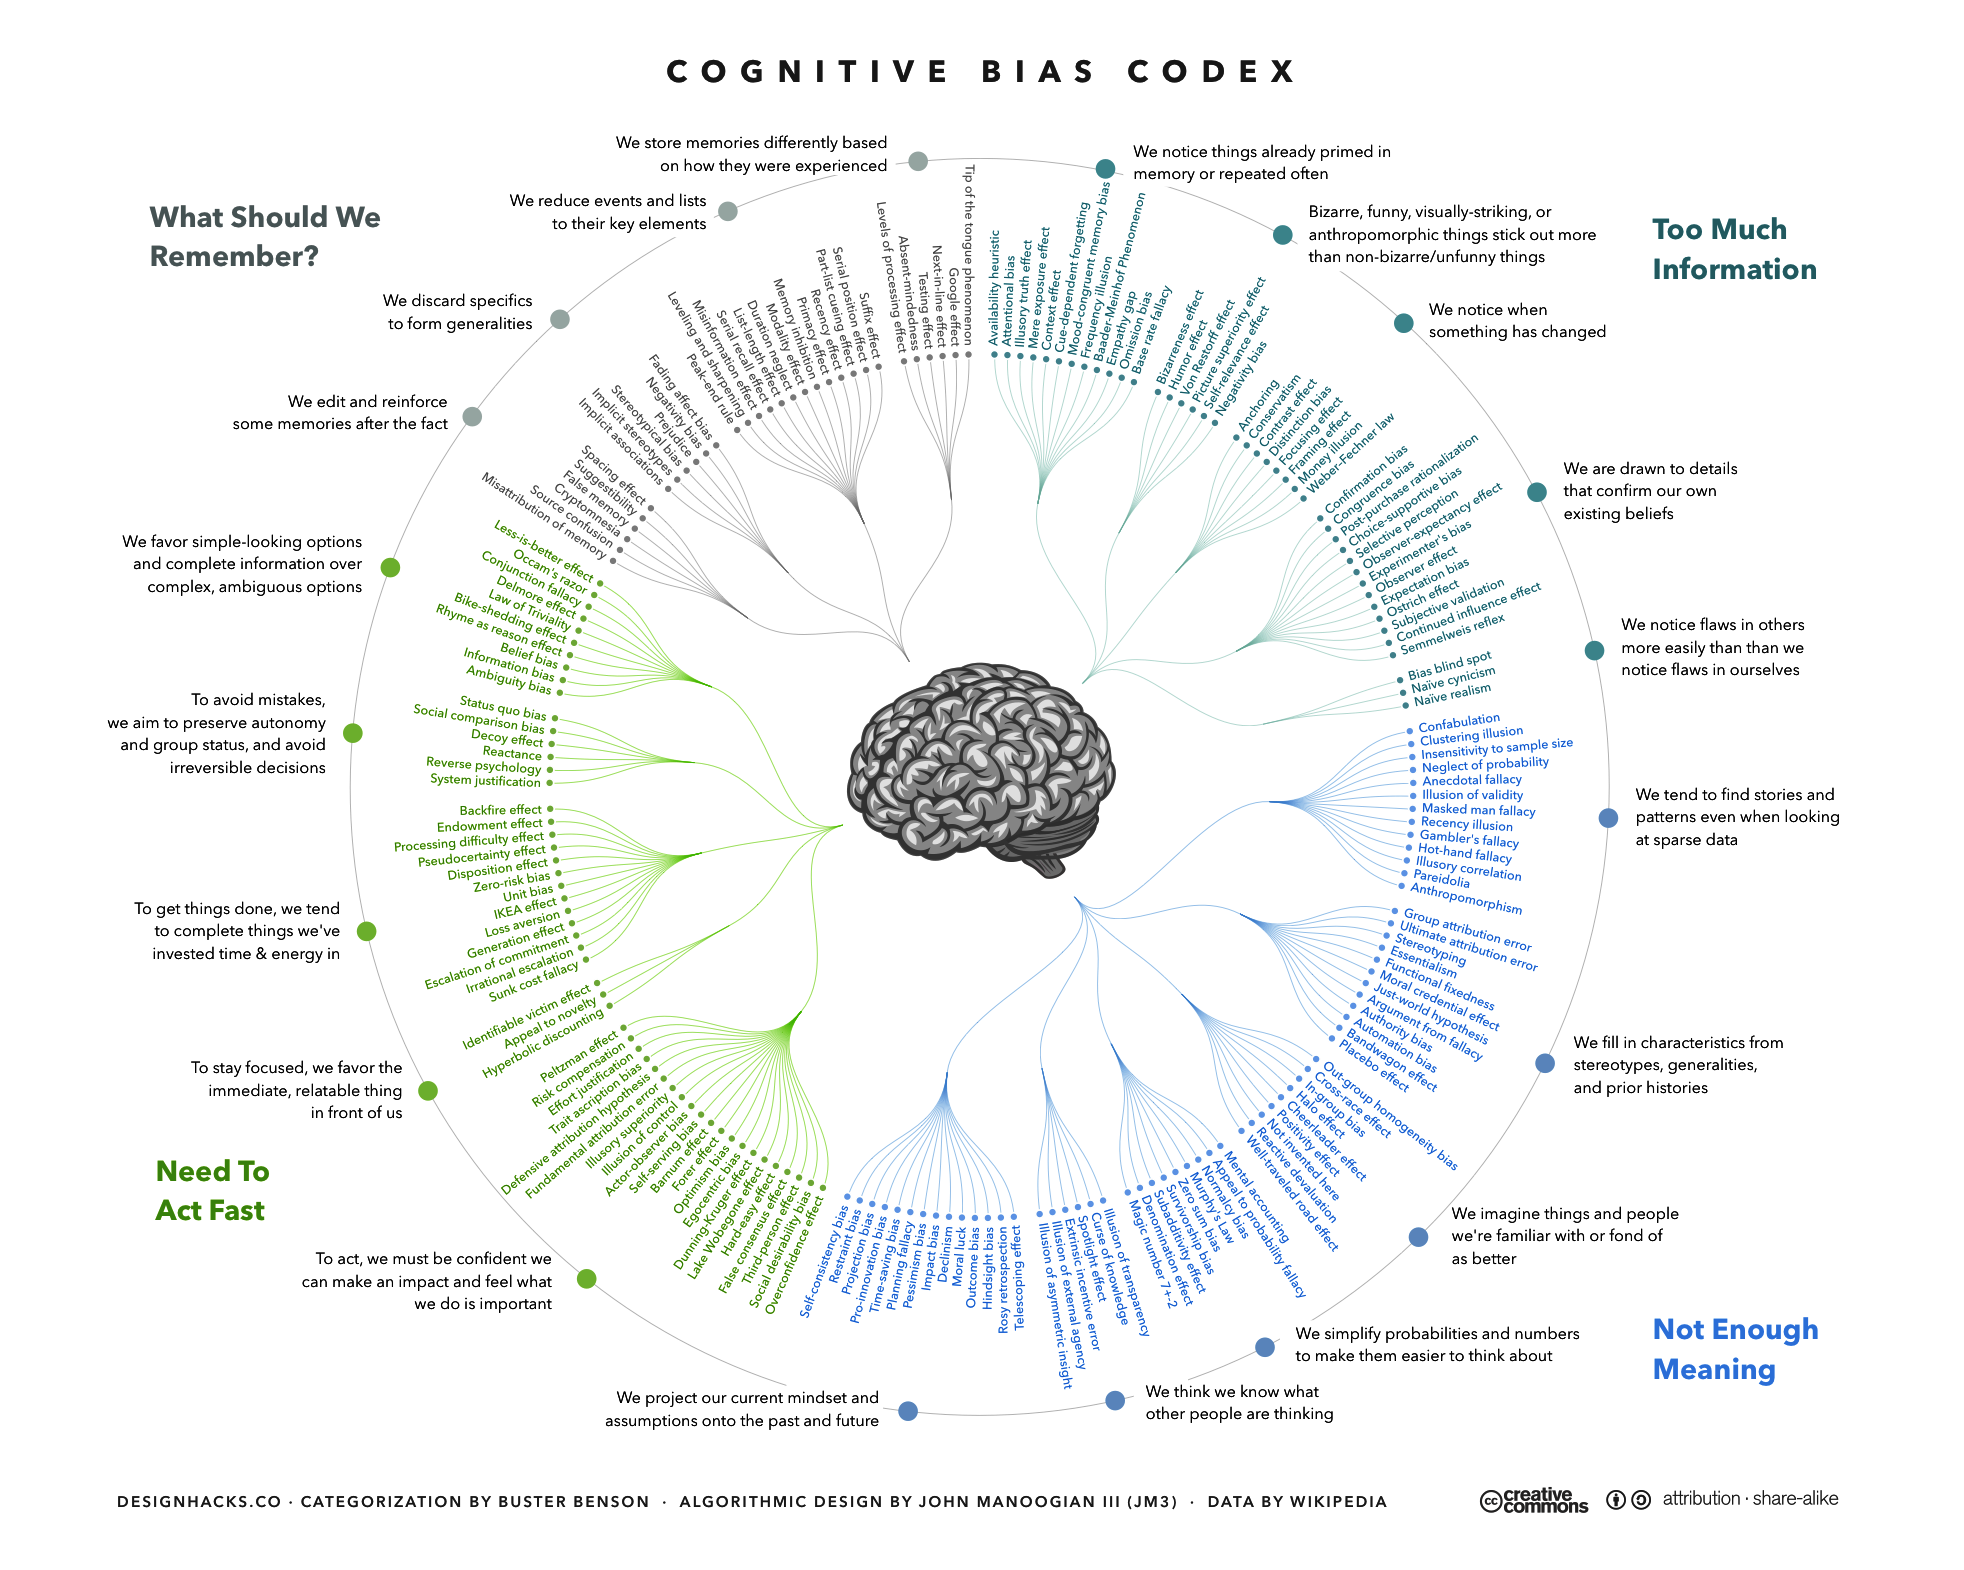 COGNITIVE BIAS CODEX
What Should We
Remember?
We store memories differently based
on how they were experienced
Tip of the tongue phenomenon
Google effect
Next-in-line effect
Testing effect
Absent-mindedness
Levels of processing effect
We reduce events and lists
to their key elements
Suffix effect
Serial position effect
Part-list cueing effect
Recency effect
Primacy effect
Memory inhibition
Modality effect
Duration neglect
List-length effect
Serial recall effect
Misinformation effect
Leveling and sharpening
Peak-end rule
We discard specifics
to form generalities
Fading affect bias
Negativity bias
Prejudice
Stereotypical bias
Implicit stereotypes
Implicit associations
We edit and reinforce
some memories after the fact
Spacing effect
Suggestibility
False memory
Cryptomnesia
Source confusion
Misattribution of memory
Too Much
Information
We notice things already primed in
memory or repeated often
Availability heuristic
Attentional bias
Illusory truth effect
Mere exposure effect
Context effect
Cue-dependent forgetting
Mood-congruent memory bias
Frequency illusion
Baader-Meinhof Phenomenon
Empathy gap
Omission bias
Base rate fallacy
Bizarre, funny, visually-striking, or
anthropomorphic things stick out more
than non-bizarre/unfunny things
Bizarreness effect
Humor effect
Von Restorff effect
Picture superiority effect
Self-relevance effect
Negativity bias
We notice when
something has changed
Anchoring
Conservatism
Contrast effect
Distinction bias
Focusing effect
Framing effect
Money illusion
Weber-Fechner law
We are drawn to details
that confirm our own
existing beliefs
Confirmation bias
Congruence bias
Post-purchase rationalization
Choice-supportive bias
Selective perception
Observer-expectancy effect
Experimenter's bias
Observer effect
Expectation bias
Ostrich effect
Subjective validation
Continued influence effect
Semmelweis reflex
We notice flaws in others
more easily than than we
notice flaws in ourselves
Bias blind spot
Naïve cynicism
Naïve realism
We tend to find stories and
patterns even when looking
at sparse data
Confabulation
Clustering illusion
Insensitivity to sample size
Neglect of probability
Anecdotal fallacy
Illusion of validity
Masked man fallacy
Recency illusion
Gambler's fallacy
Hot-hand fallacy
Illusory correlation
Pareidolia
Anthropomorphism
We fill in characteristics from
stereotypes, generalities,
and prior histories
Group attribution error
Ultimate attribution error
Stereotyping
Essentialism
Functional fixedness
Moral credential effect
Just-world hypothesis
Argument from fallacy
Authority bias
Automation bias
Bandwagon effect
Placebo effect
We imagine things and people
we're familiar with or fond of
as better
Out-group homogeneity bias
Cross-race effect
In-group bias
Halo effect
Cheerleader effect
Positivity effect
Not invented here
Reactive devaluation
Well-traveled road effect
Not Enough
Meaning
We simplify probabilities and numbers
to make them easier to think about
Mental accounting
Appeal to probability fallacy
Normalcy bias
Murphy's Law
Zero sum bias
Survivorship bias
Subadditivity effect
Denomination effect
Magic number 7+-2
We think we know what
other people are thinking
Illusion of transparency
Curse of knowledge
Spotlight effect
Extrinsic incentive error
Illusion of external agency
Illusion of asymmetric insight
We project our current mindset and
assumptions onto the past and future
Telescoping effect
Rosy retrospection
Hindsight bias
Outcome bias
Moral luck
Declinism
Impact bias
Pessimism bias
Planning fallacy
Time-saving bias
Pro-innovation bias
Projection bias
Restraint bias
Self-consistency bias
We favor simple-looking options
and complete information over
complex, ambiguous options
Less-is-better effect
Occam's razor
Conjunction fallacy
Delmore effect
Law of Triviality
Bike-shedding effect
Rhyme as reason effect
Belief bias
Information bias
Ambiguity bias
To avoid mistakes,
we aim to preserve autonomy
and group status, and avoid
irreversible decisions
Status quo bias
Social comparison bias
Decoy effect
Reactance
Reverse psychology
System justification
To get things done, we tend
to complete things we've
invested time & energy in
Backfire effect
Endowment effect
Processing difficulty effect
Pseudocertainty effect
Disposition effect
Zero-risk bias
Unit bias
IKEA effect
Loss aversion
Generation effect
Escalation of commitment
Irrational escalation
Sunk cost fallacy
To stay focused, we favor the
immediate, relatable thing
in front of us
Identifiable victim effect
Appeal to novelty
Hyperbolic discounting
Need To
Act Fast
To act, we must be confident we
can make an impact and feel what
we do is important
Peltzman effect
Risk compensation
Effort justification
Trait ascription bias
Defensive attribution hypothesis
Fundamental attribution error
Illusory superiority
Illusion of control
Actor-observer bias
Self-serving bias
Barnum effect
Forer effect
Optimism bias
Egocentric bias
Dunning-Kruger effect
Lake Wobegone effect
Hard-easy effect
False consensus effect
Third-person effect
Social desirability bias
Overconfidence effect
DESIGNHACKS.CO · CATEGORIZATION BY BUSTER BENSON · ALGORITHMIC DESIGN BY JOHN MANOOGIAN III (JM3) · DATA BY WIKIPEDIA
cc creative commons attribution · share-alike